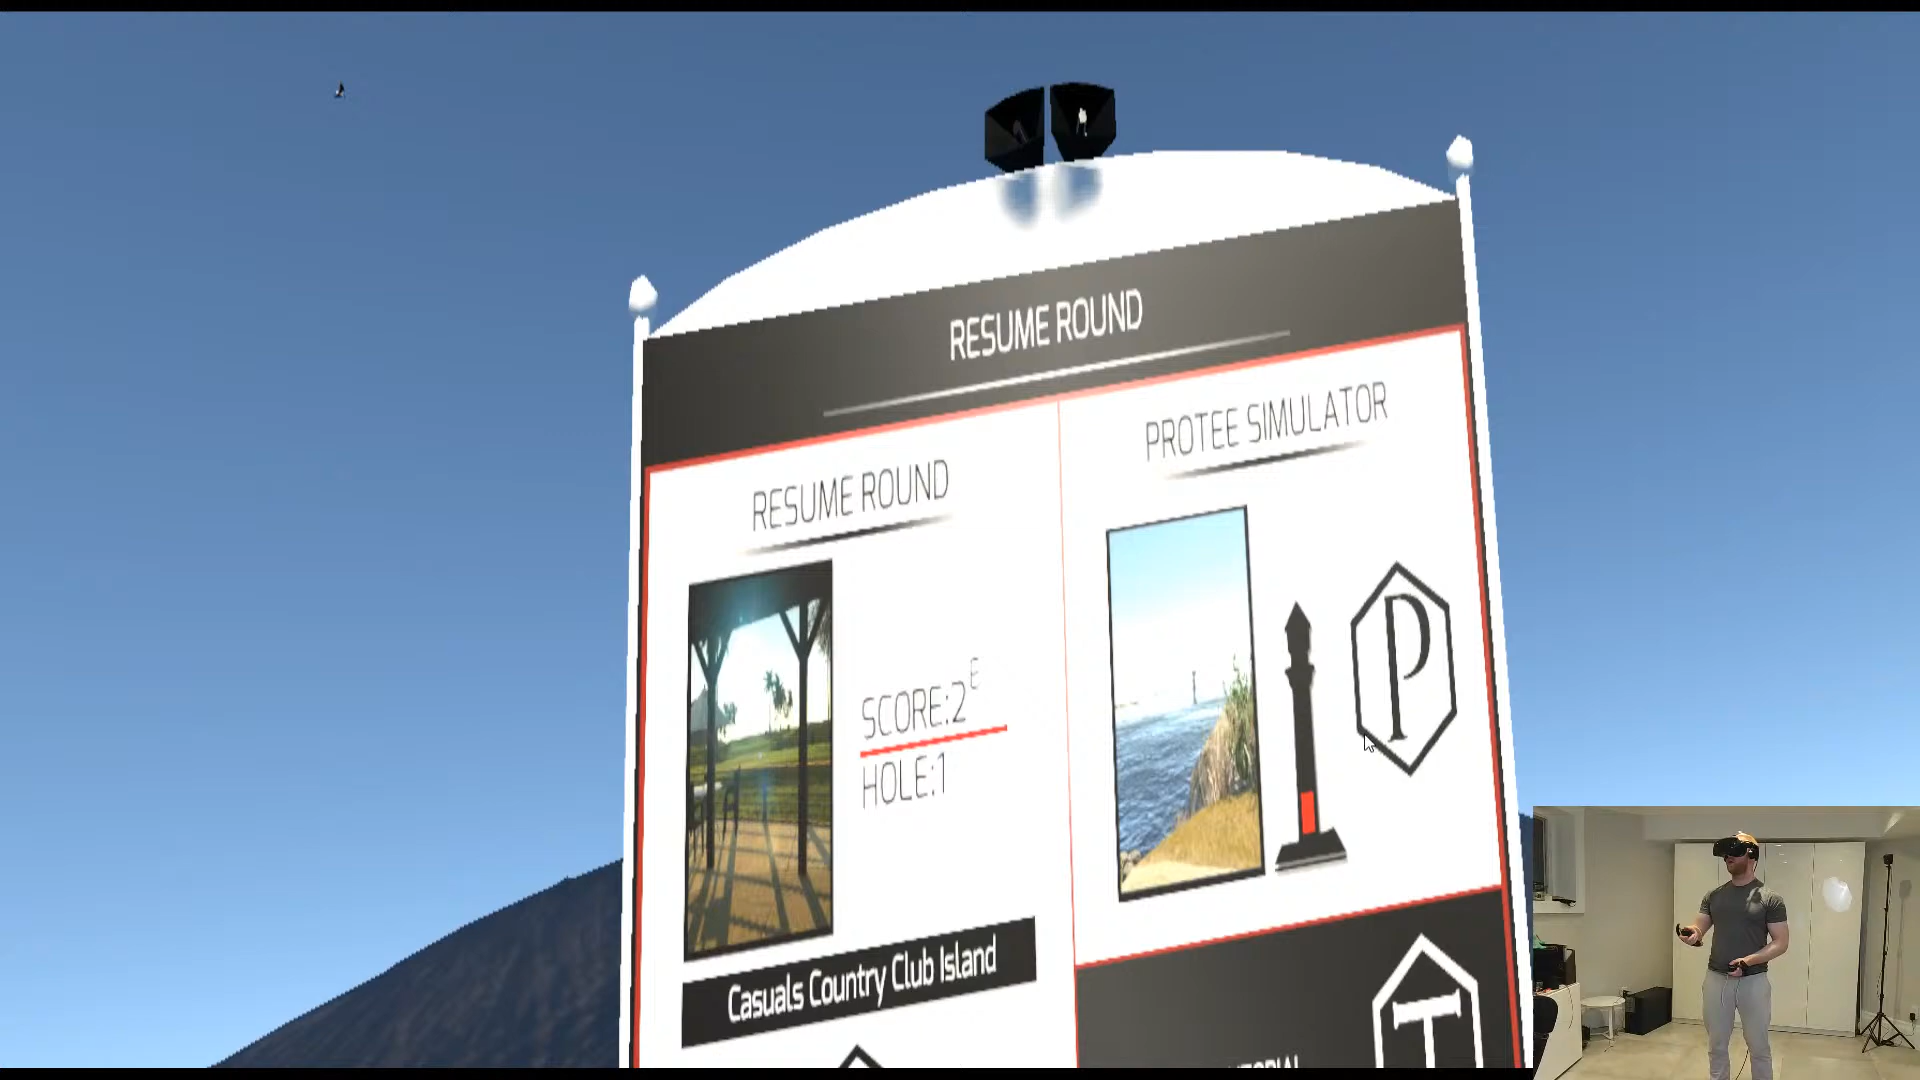 RESUME ROUND
RESUME ROUND
SCORE:2 E
HOLE:1
Casuals Country Club Island
PROTEE SIMULATOR
P
T